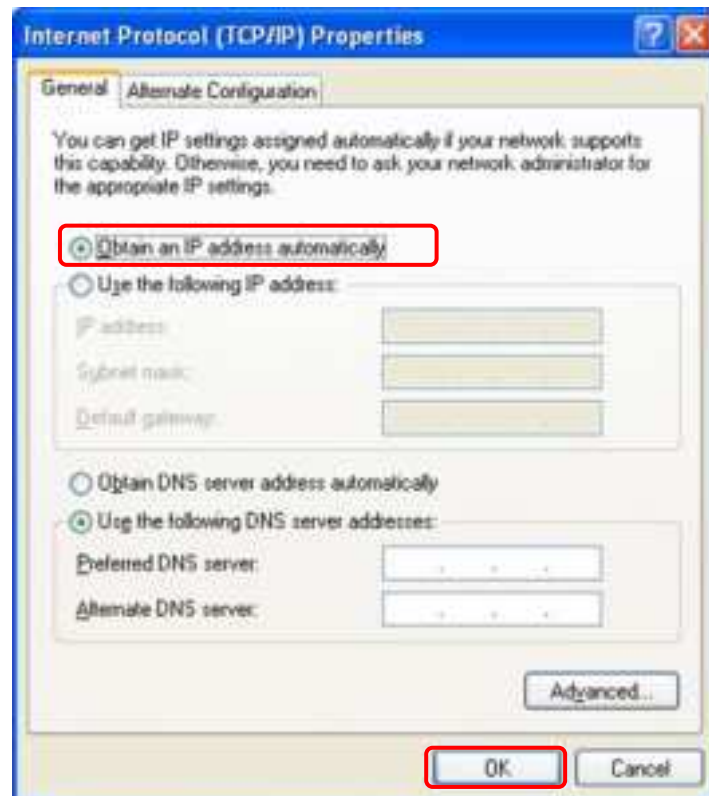 Internet Protocol (TCP/IP) Properties
General
Alternate Configuration
You can get IP settings assigned automatically if your network supports
this capability. Otherwise, you need to ask your network administrator for
the appropriate IP settings.
Obtain an IP address automatically
Use the following IP address:
IP address:
Subnet mask:
Default gateway:
Obtain DNS server address automatically
Use the following DNS server addresses:
Preferred DNS server:
Alternate DNS server:
Advanced...
OK
Cancel